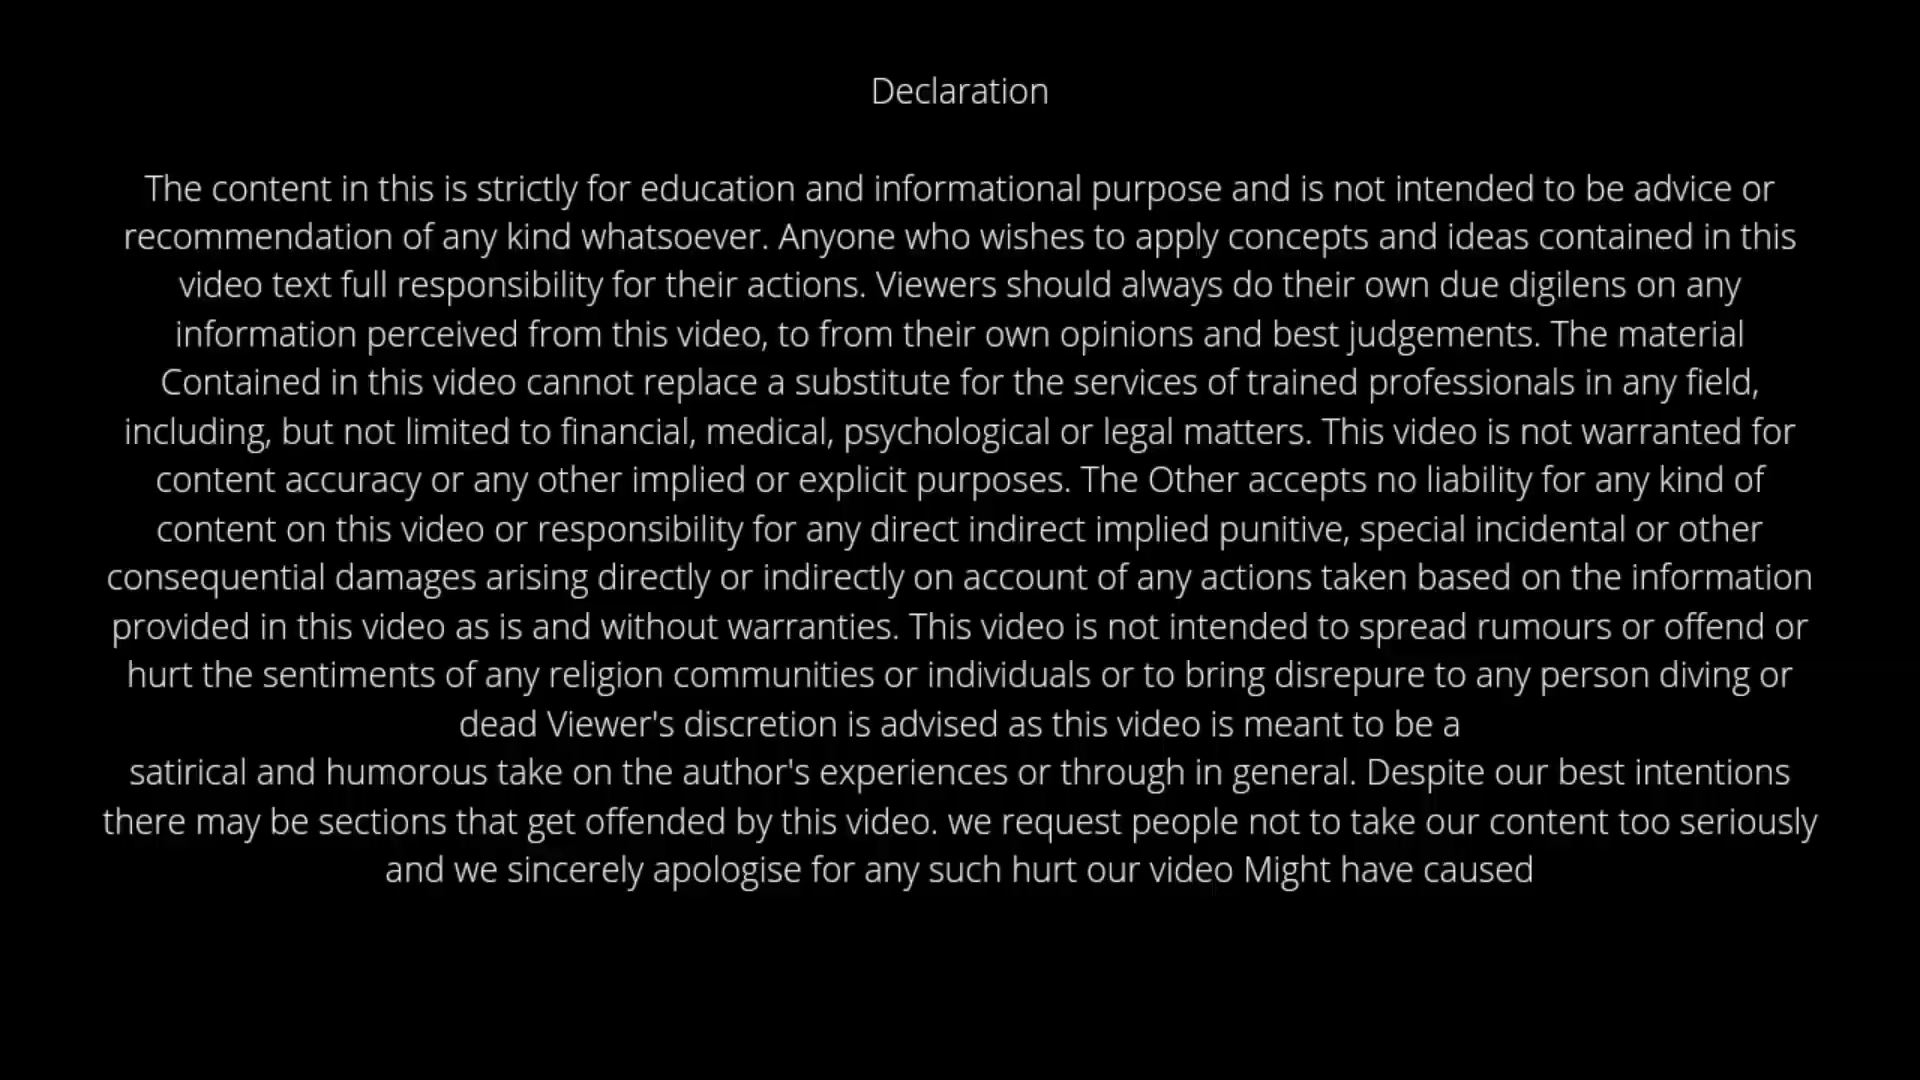 Declaration
The content in this is strictly for education and informational purpose and is not intended to be advice or
recommendation of any kind whatsoever. Anyone who wishes to apply concepts and ideas contained in this
video text full responsibility for their actions. Viewers should always do their own due digilens on any
information perceived from this video, to from their own opinions and best judgements. The material
Contained in this video cannot replace a substitute for the services of trained professionals in any field,
including, but not limited to financial, medical, psychological or legal matters. This video is not warranted for
content accuracy or any other implied or explicit purposes. The Other accepts no liability for any kind of
content on this video or responsibility for any direct indirect implied punitive, special incidental or other
consequential damages arising directly or indirectly on account of any actions taken based on the information
provided in this video as is and without warranties. This video is not intended to spread rumours or offend or
hurt the sentiments of any religion communities or individuals or to bring disrepure to any person diving or
dead Viewer's discretion is advised as this video is meant to be a
satirical and humorous take on the author's experiences or through in general. Despite our best intentions
there may be sections that get offended by this video. we request people not to take our content too seriously
and we sincerely apologise for any such hurt our video Might have caused